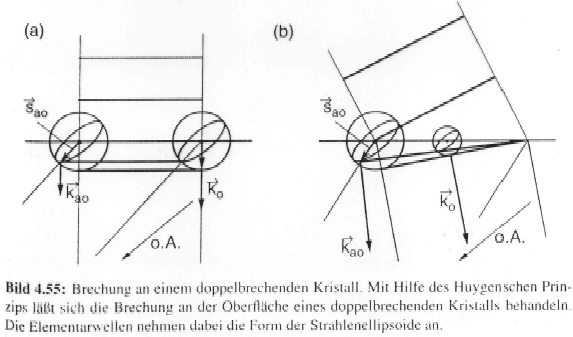 (a)
(b)
s⃗ao
s⃗ao
k⃗ao
k⃗o
k⃗ao
k⃗o
o.A.
o.A.
Bild 4.55: Brechung an einem doppelbrechenden Kristall. Mit Hilfe des Huygenschen Prin-
zips läßt sich die Brechung an der Oberfläche eines doppelbrechenden Kristalls behandeln.
Die Elementarwellen nehmen dabei die Form der Strahlenellipsoide an.